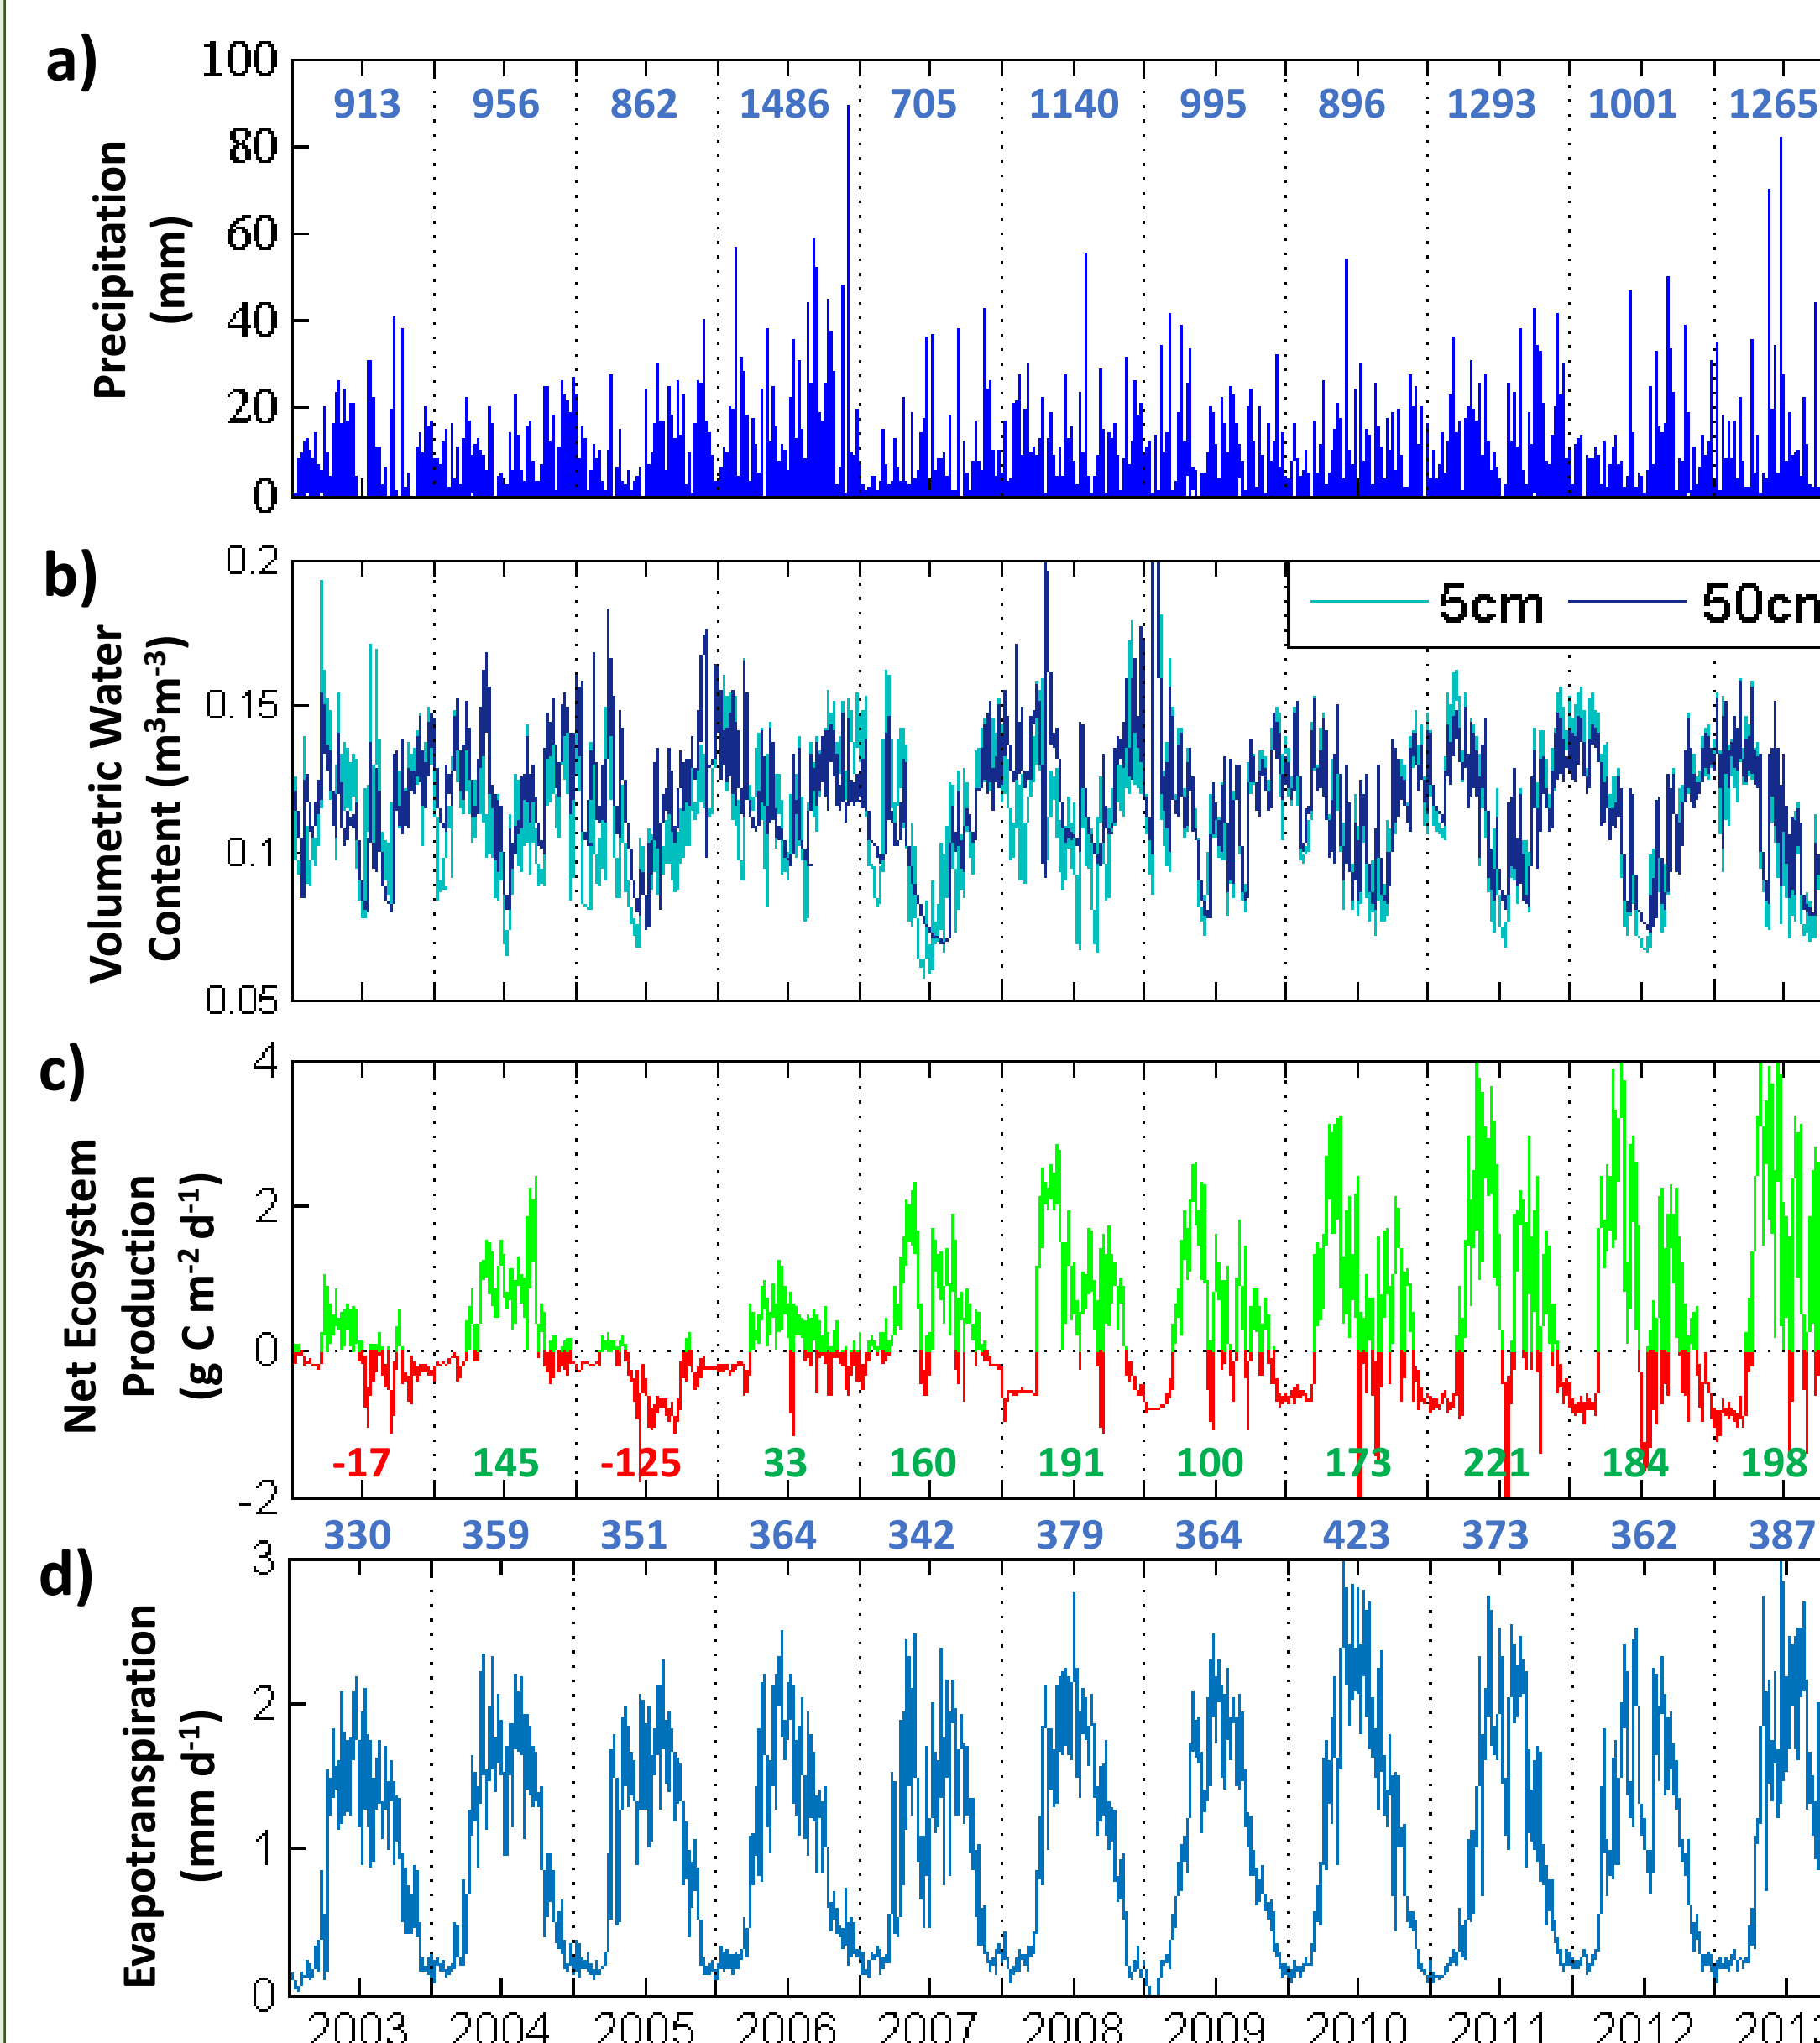 a)
Precipitation
(mm)
100
80
60
40
20
0
913 956 862 1486 705 1140 995 896 1293 1001 1265
b)
Volumetric Water
Content (m³m⁻³)
0.2
0.15
0.1
0.05
5cm 50cm
c)
Net Ecosystem
Production
(g C m⁻² d⁻¹)
4
2
0
-2
-17 145 -125 33 160 191 100 173 221 184 198
330 359 351 364 342 379 364 423 373 362 387
d)
Evapotranspiration
(mm d⁻¹)
3
2
1
0
2003 2004 2005 2006 2007 2008 2009 2010 2011 2012 2013